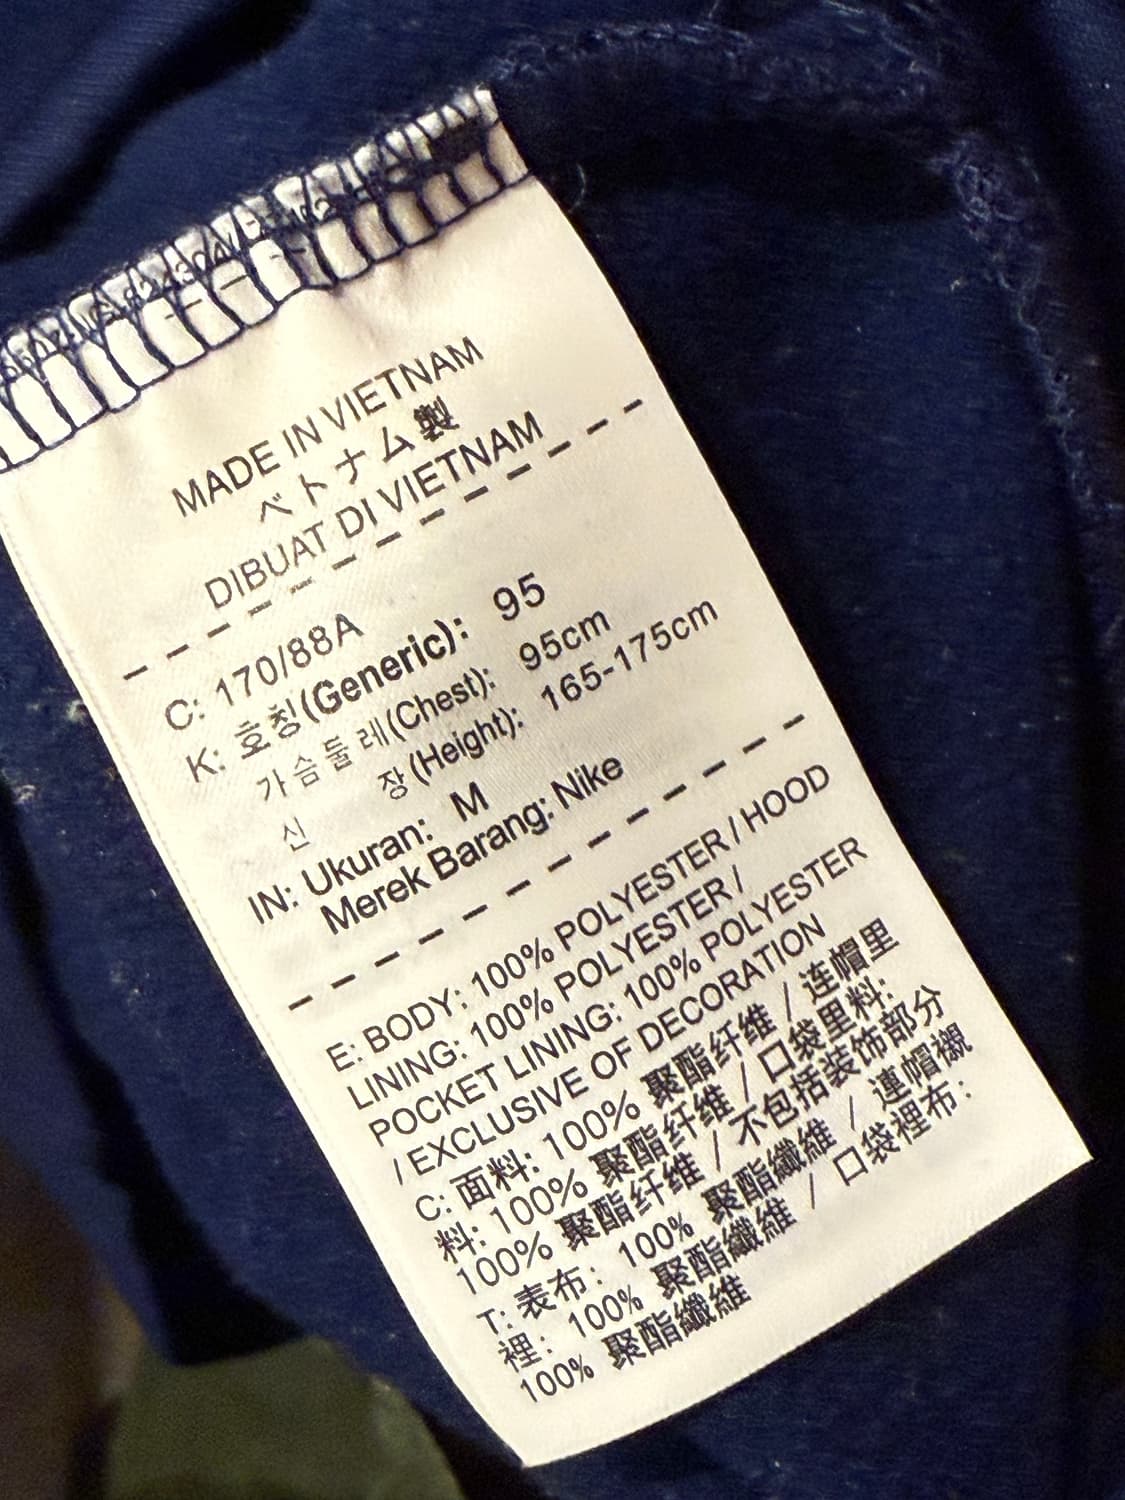 MADE IN VIETNAM
ベトナム製
DIBUAT DI VIETNAM
C: 170/88A
K: 호칭(Generic): 95
가슴둘레(Chest): 95cm
신 장(Height): 165-175cm
IN: Ukuran: M
Merek Barang: Nike
E: BODY: 100% POLYESTER / HOOD
LINING: 100% POLYESTER /
POCKET LINING: 100% POLYESTER
/ EXCLUSIVE OF DECORATION
C: 面料: 100% 聚酯纤维 / 连帽里
料: 100% 聚酯纤维 / 口袋里料:
100% 聚酯纤维 / 不包括装饰部分
T: 表布: 100% 聚酯纖維 / 連帽襯
裡: 100% 聚酯纖維 / 口袋裡布:
100% 聚酯纖維